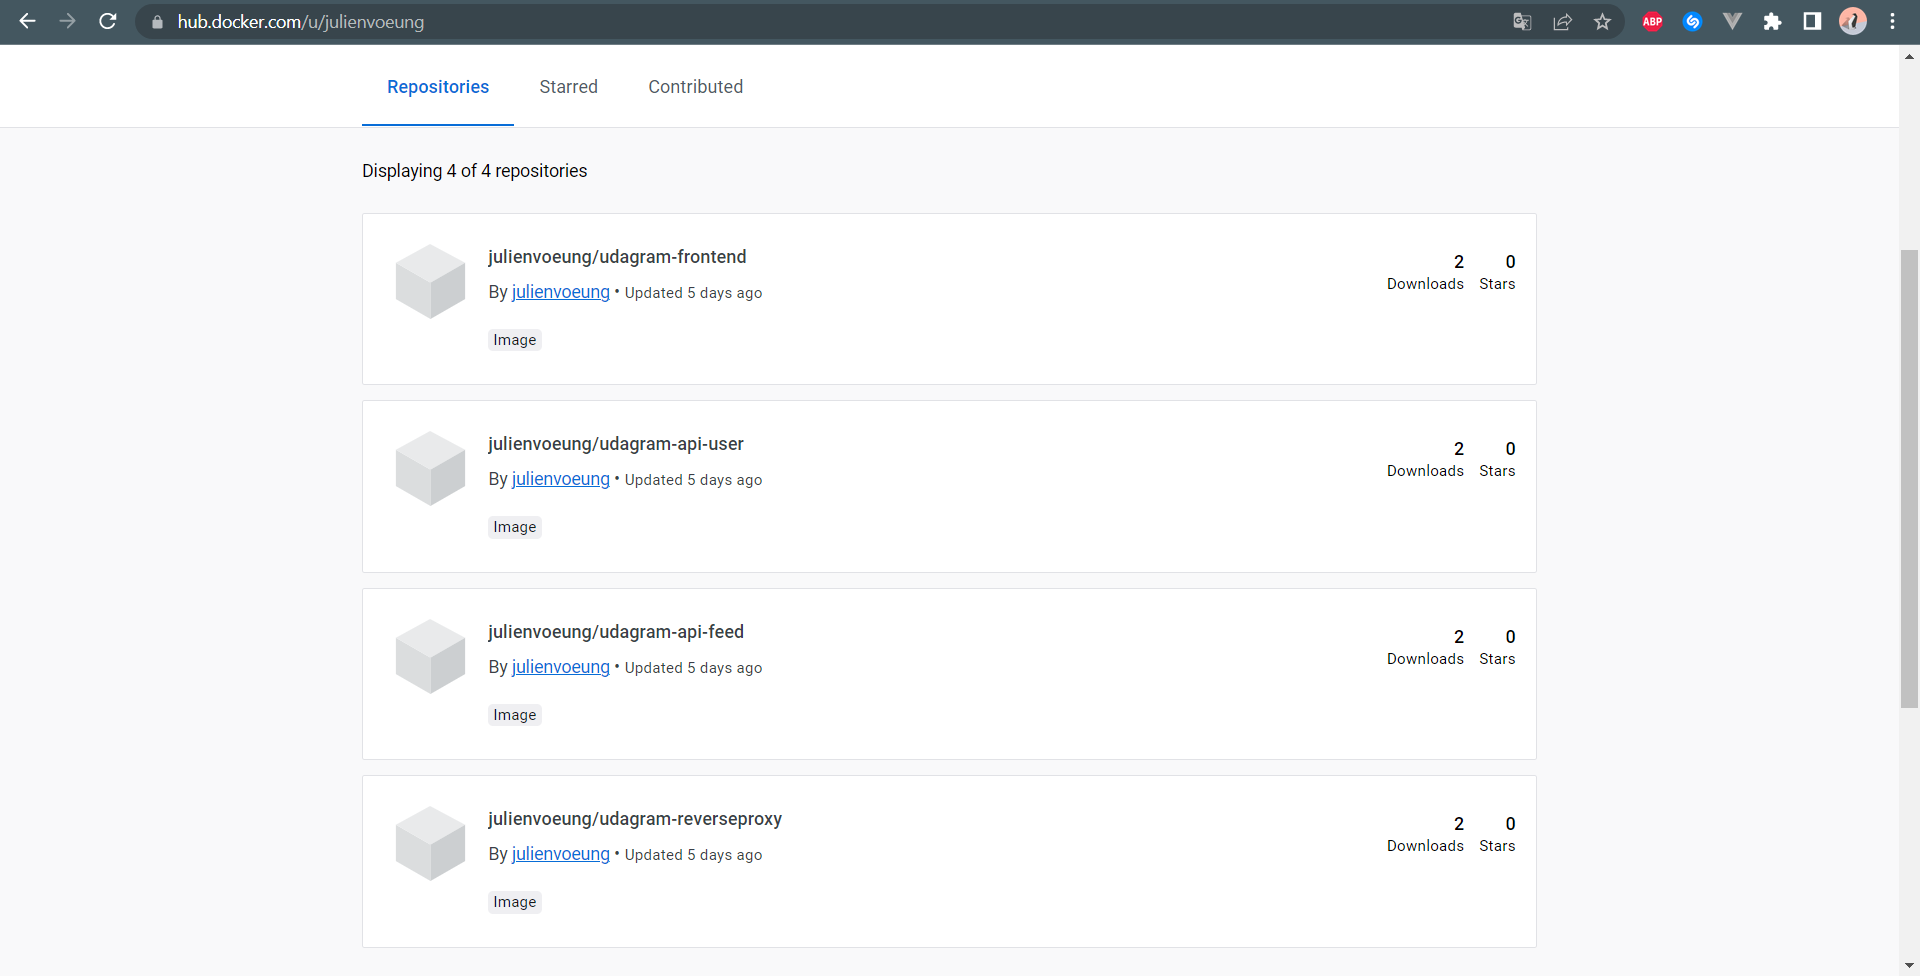 hub.docker.com/u/julienvoeung
ABP
Repositories Starred Contributed
Displaying 4 of 4 repositories
julienvoeung/udagram-frontend
2 0
Downloads Stars
By julienvoeung • Updated 5 days ago
Image
julienvoeung/udagram-api-user
2 0
Downloads Stars
By julienvoeung • Updated 5 days ago
Image
julienvoeung/udagram-api-feed
2 0
Downloads Stars
By julienvoeung • Updated 5 days ago
Image
julienvoeung/udagram-reverseproxy
2 0
Downloads Stars
By julienvoeung • Updated 5 days ago
Image